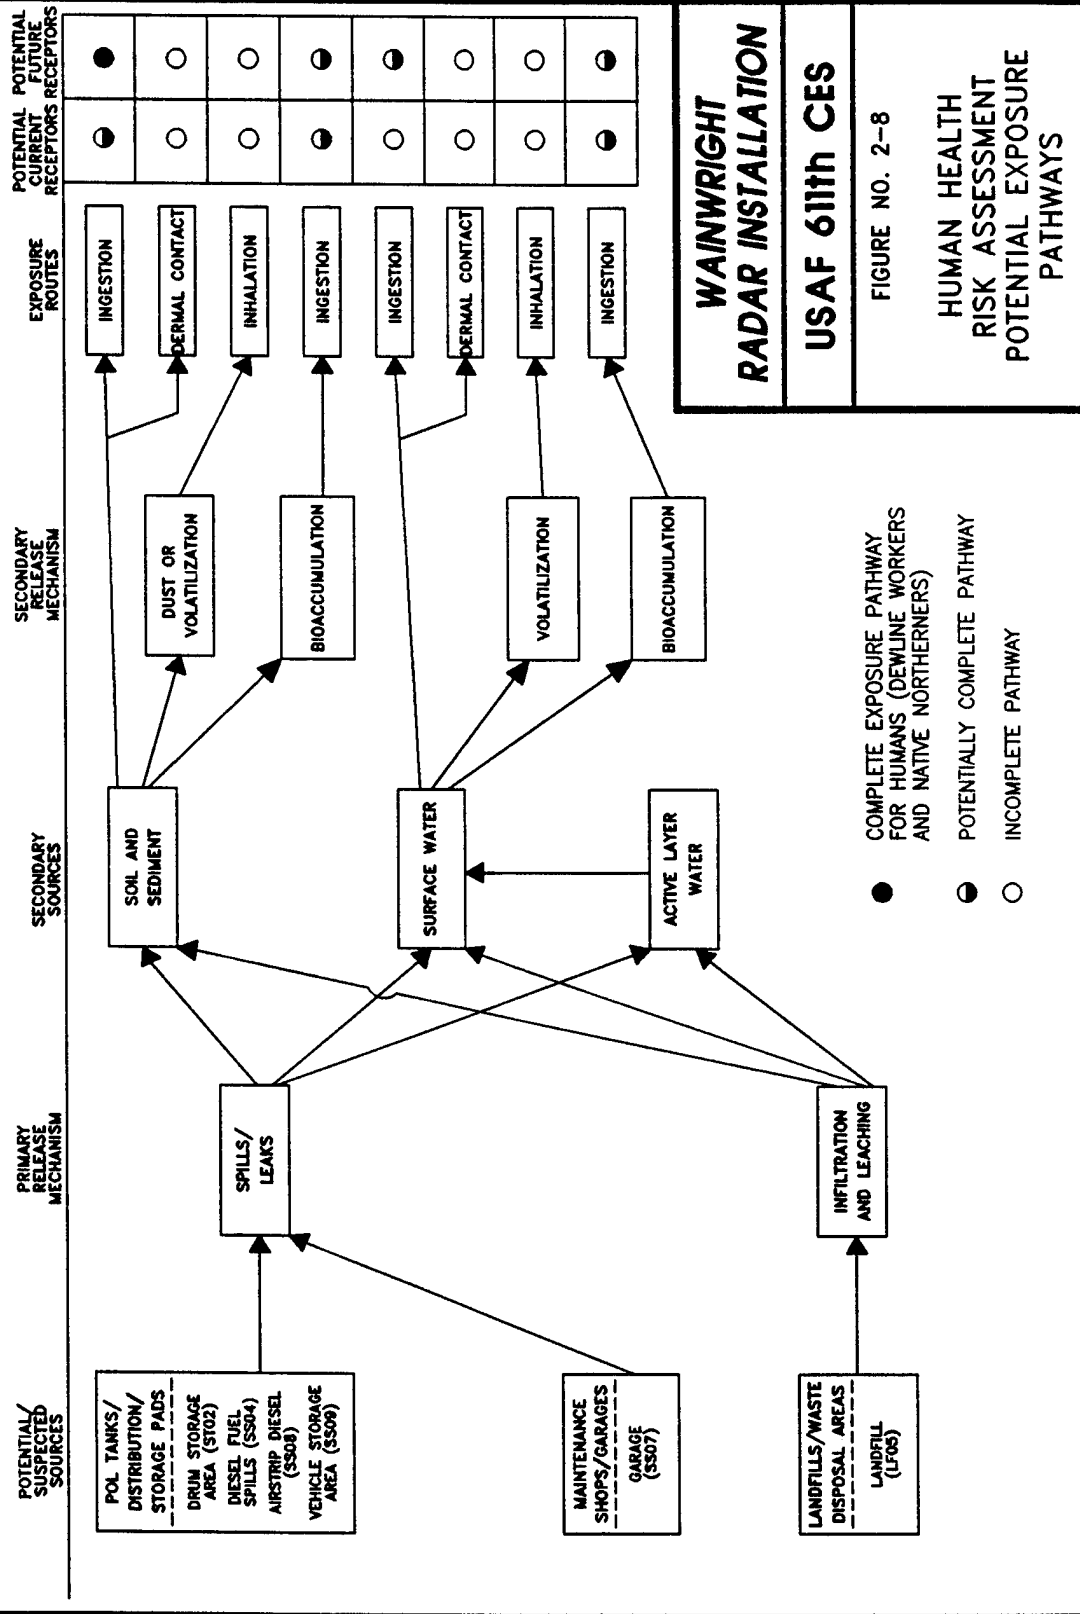 POTENTIAL/
SUSPECTED
SOURCES
PRIMARY
RELEASE
MECHANISM
SECONDARY
SOURCES
SECONDARY
RELEASE
MECHANISM
EXPOSURE
ROUTES
POTENTIAL
CURRENT
RECEPTORS
POTENTIAL
FUTURE
RECEPTORS
POL TANKS/
DISTRIBUTION/
STORAGE PADS
DRUM STORAGE
AREA (ST02)
DIESEL FUEL
SPILLS (SS04)
AIRSTRIP DIESEL
(SS08)
VEHICLE STORAGE
AREA (SS09)
MAINTENANCE
SHOPS/GARAGES
GARAGE
(SS07)
LANDFILLS/WASTE
DISPOSAL AREAS
LANDFILL
(LF05)
SPILLS/
LEAKS
INFILTRATION
AND LEACHING
SOIL AND
SEDIMENT
SURFACE WATER
ACTIVE LAYER
WATER
DUST OR
VOLATILIZATION
BIOACCUMULATION
VOLATILIZATION
BIOACCUMULATION
INGESTION
DERMAL CONTACT
INHALATION
INGESTION
INGESTION
DERMAL CONTACT
INHALATION
INGESTION
COMPLETE EXPOSURE PATHWAY
FOR HUMANS (DEWLINE WORKERS
AND NATIVE NORTHERNERS)
POTENTIALLY COMPLETE PATHWAY
INCOMPLETE PATHWAY
WAINWRIGHT
RADAR INSTALLATION
USAF 611th CES
FIGURE NO. 2-8
HUMAN HEALTH
RISK ASSESSMENT
POTENTIAL EXPOSURE
PATHWAYS